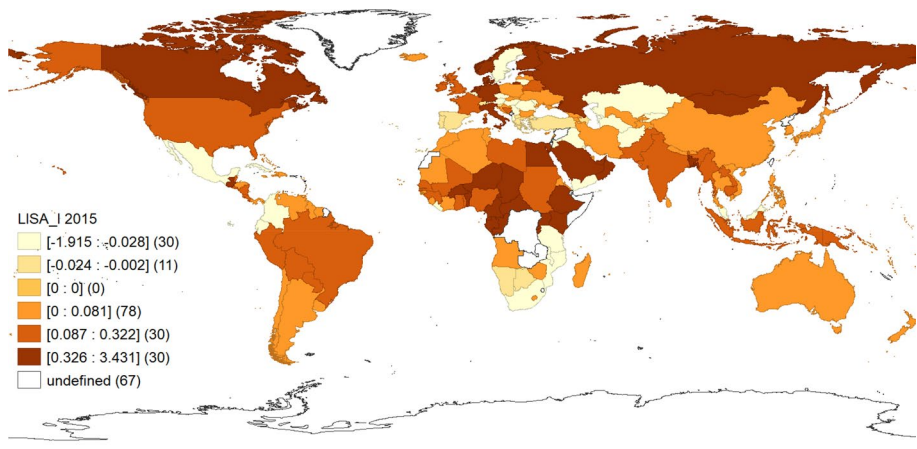 LISA_I 2015
[-1.915 : -0.028] (30)
[-0.024 : -0.002] (11)
[0 : 0] (0)
[0 : 0.081] (78)
[0.087 : 0.322] (30)
[0.326 : 3.431] (30)
undefined (67)